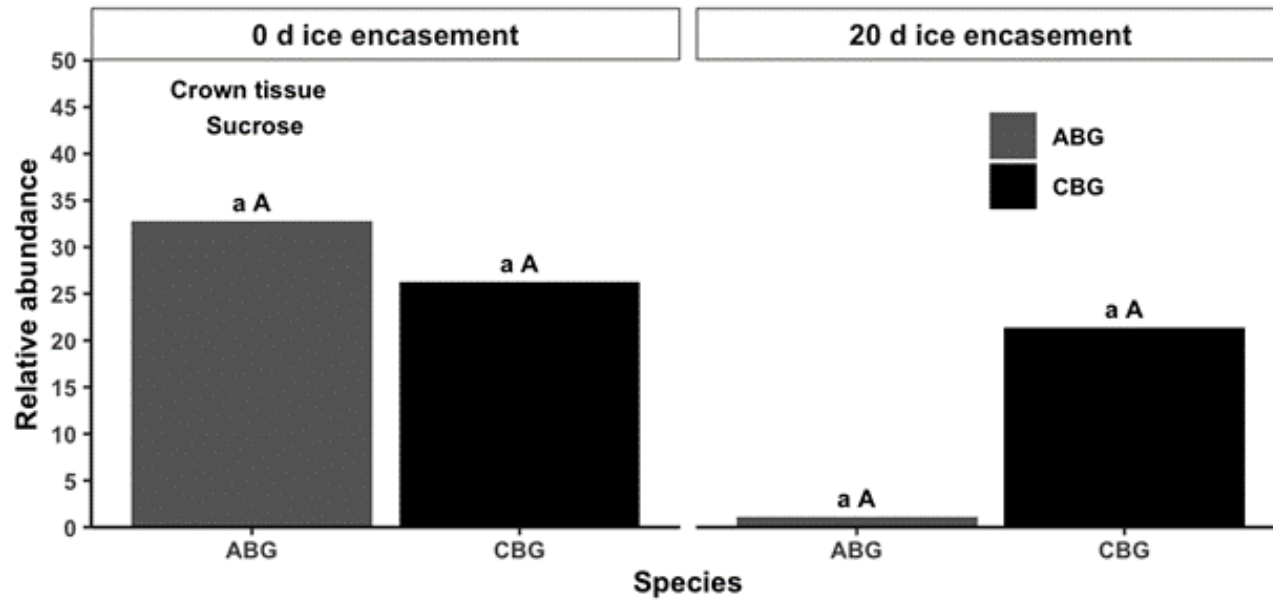 0 d ice encasement
20 d ice encasement
Relative abundance
50
45
40
35
30
25
20
15
10
5
0
Crown tissue
Sucrose
a A
a A
a A
a A
ABG
CBG
ABG
CBG
ABG
CBG
Species